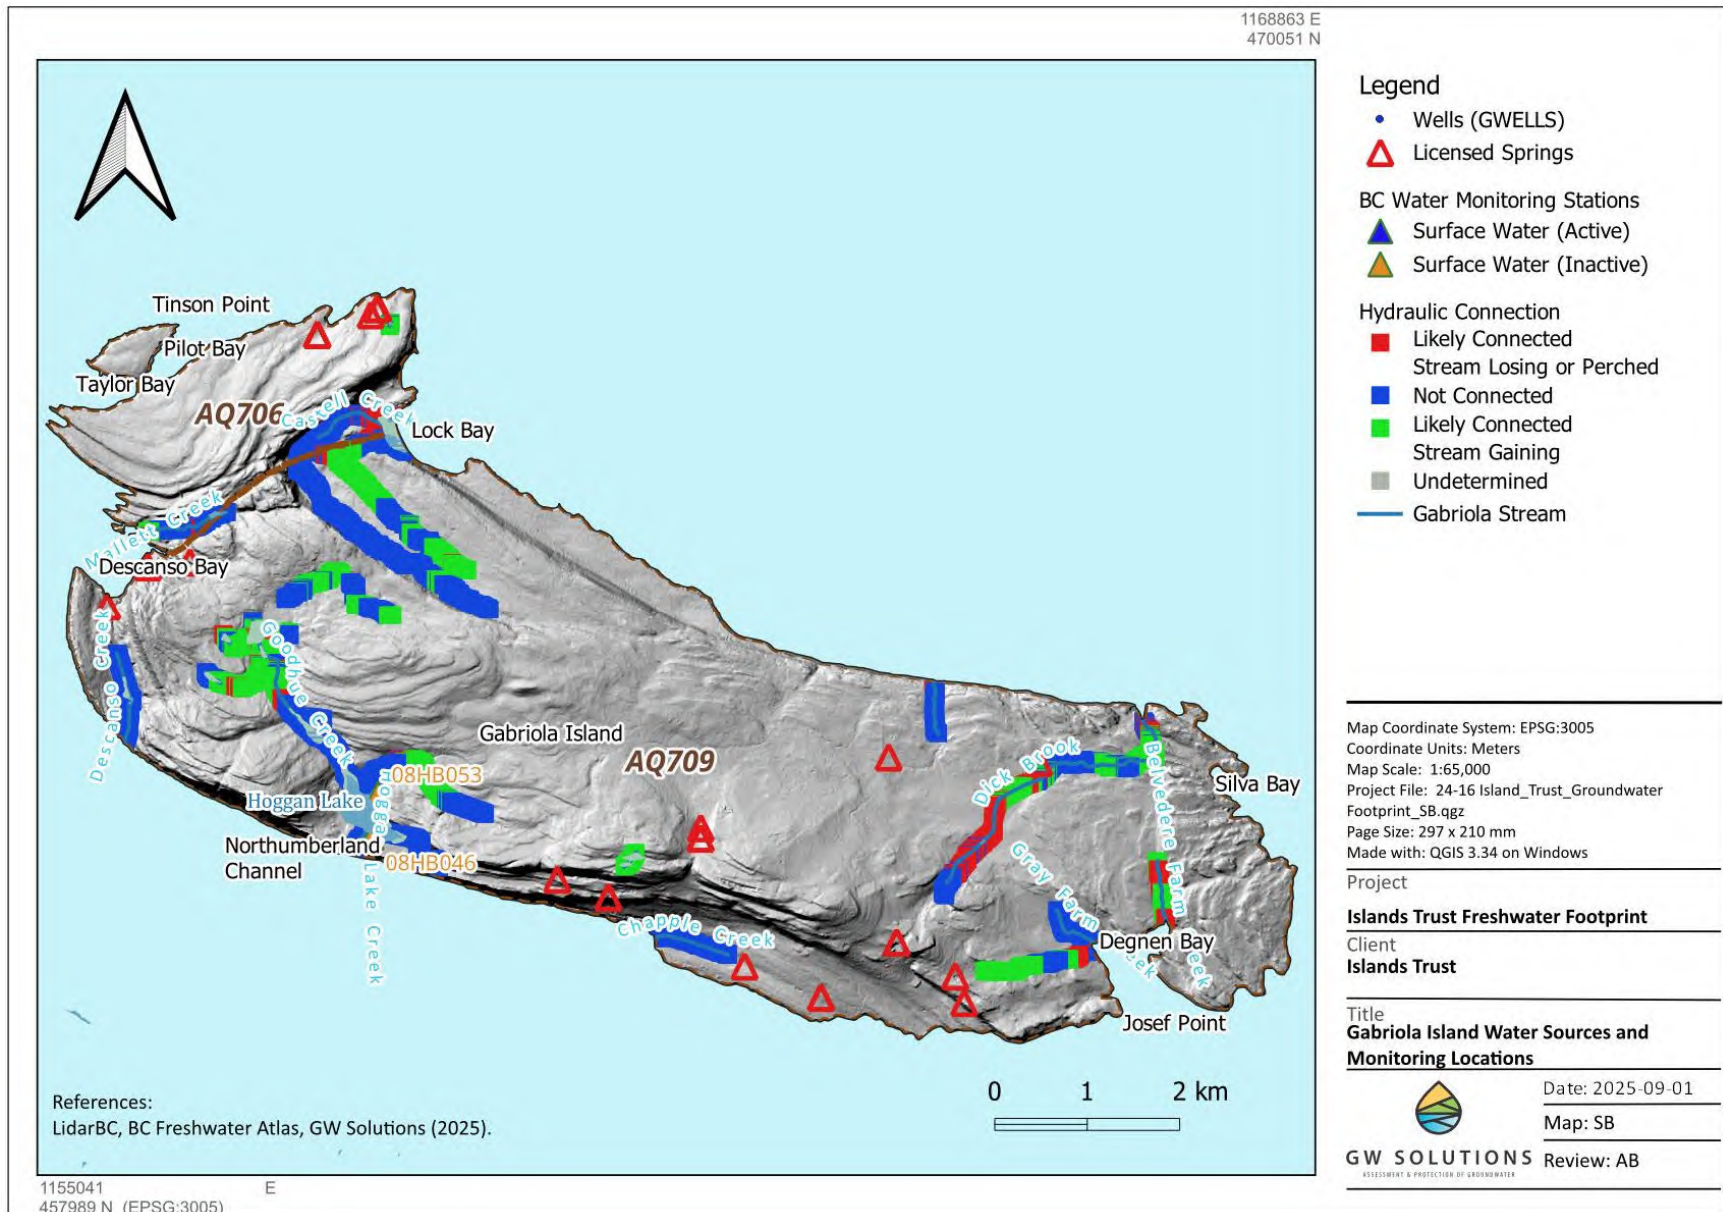 1168863 E
470051 N
Legend
Wells (GWELLS)
Licensed Springs
BC Water Monitoring Stations
Surface Water (Active)
Surface Water (Inactive)
Hydraulic Connection
Likely Connected
Stream Losing or Perched
Not Connected
Likely Connected
Stream Gaining
Undetermined
Gabriola Stream
Tinson Point
Pilot Bay
Taylor Bay
AQ706
Castell Creek
Lock Bay
Mallett Creek
Descanso Bay
Descanso Creek
Goodhue Creek
Gabriola Island
AQ709
08HB053
Hoggan Lake
Hoggan Lake Creek
Northumberland
Channel
08HB046
Chapple Creek
Dick Brook
Belvedere Farm Creek
Silva Bay
Gray Farm Creek
Degnen Bay
Josef Point
0 1 2 km
References:
LidarBC, BC Freshwater Atlas, GW Solutions (2025).
1155041 E
457989 N (EPSG:3005)
Map Coordinate System: EPSG:3005
Coordinate Units: Meters
Map Scale: 1:65,000
Project File: 24-16 Island_Trust_Groundwater
Footprint_SB.qgz
Page Size: 297 x 210 mm
Made with: QGIS 3.34 on Windows
Project
Islands Trust Freshwater Footprint
Client
Islands Trust
Title
Gabriola Island Water Sources and
Monitoring Locations
Date: 2025-09-01
Map: SB
Review: AB
GW SOLUTIONS
ASSESSMENT & PROTECTION OF GROUNDWATER